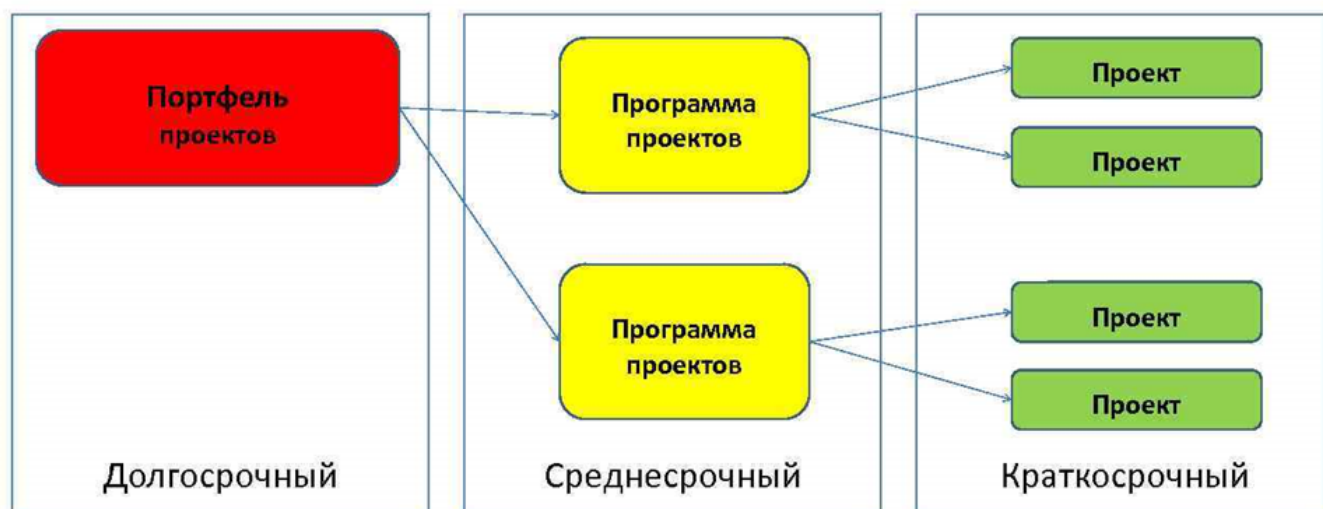 Портфель
проектов
Долгосрочный
Программа
проектов
Программа
проектов
Среднесрочный
Проект
Проект
Проект
Проект
Краткосрочный